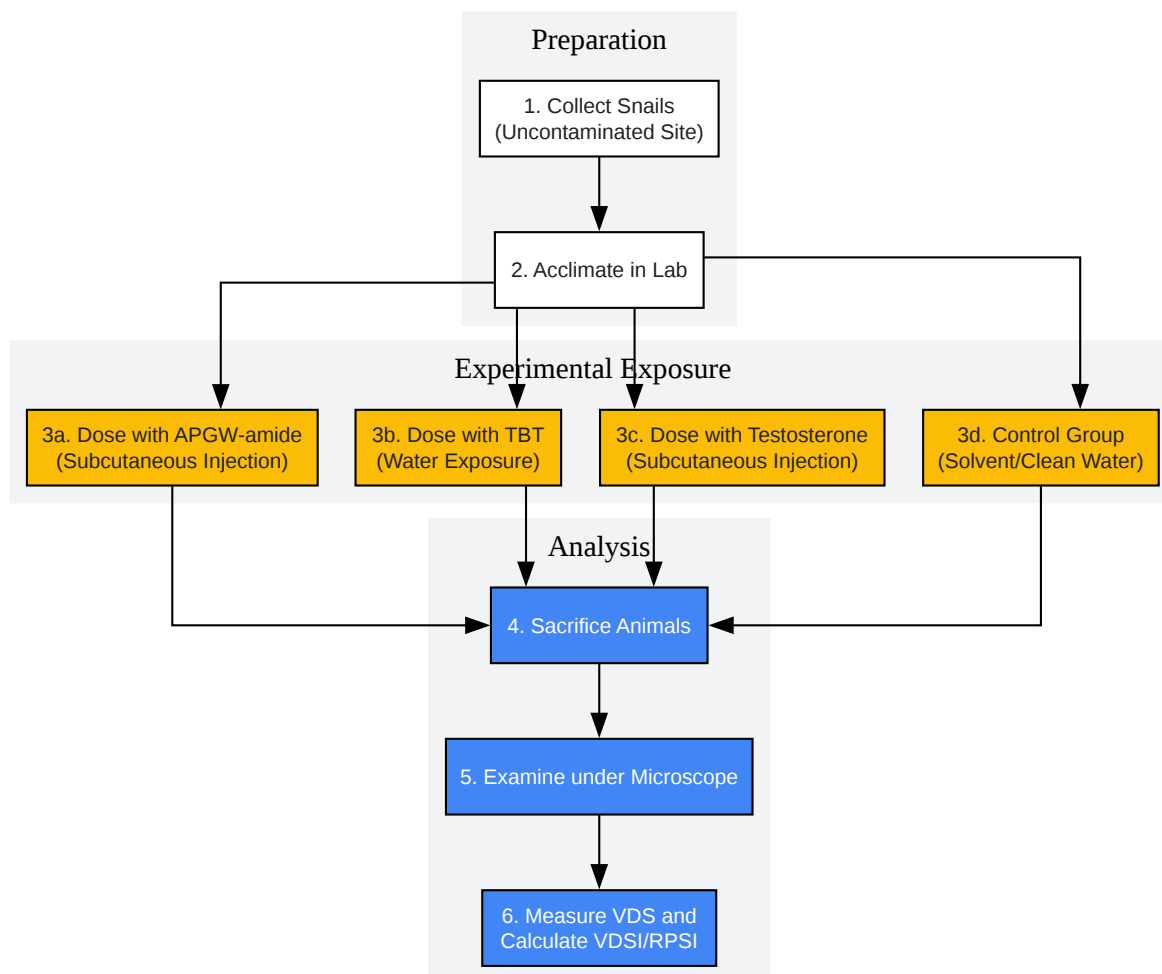 Preparation
1. Collect Snails
(Uncontaminated Site)
2. Acclimate in Lab
Experimental Exposure
3a. Dose with APGW-amide
(Subcutaneous Injection)
3b. Dose with TBT
(Water Exposure)
3c. Dose with Testosterone
(Subcutaneous Injection)
3d. Control Group
(Solvent/Clean Water)
Analysis
4. Sacrifice Animals
5. Examine under Microscope
6. Measure VDS and
Calculate VDSI/RPSI